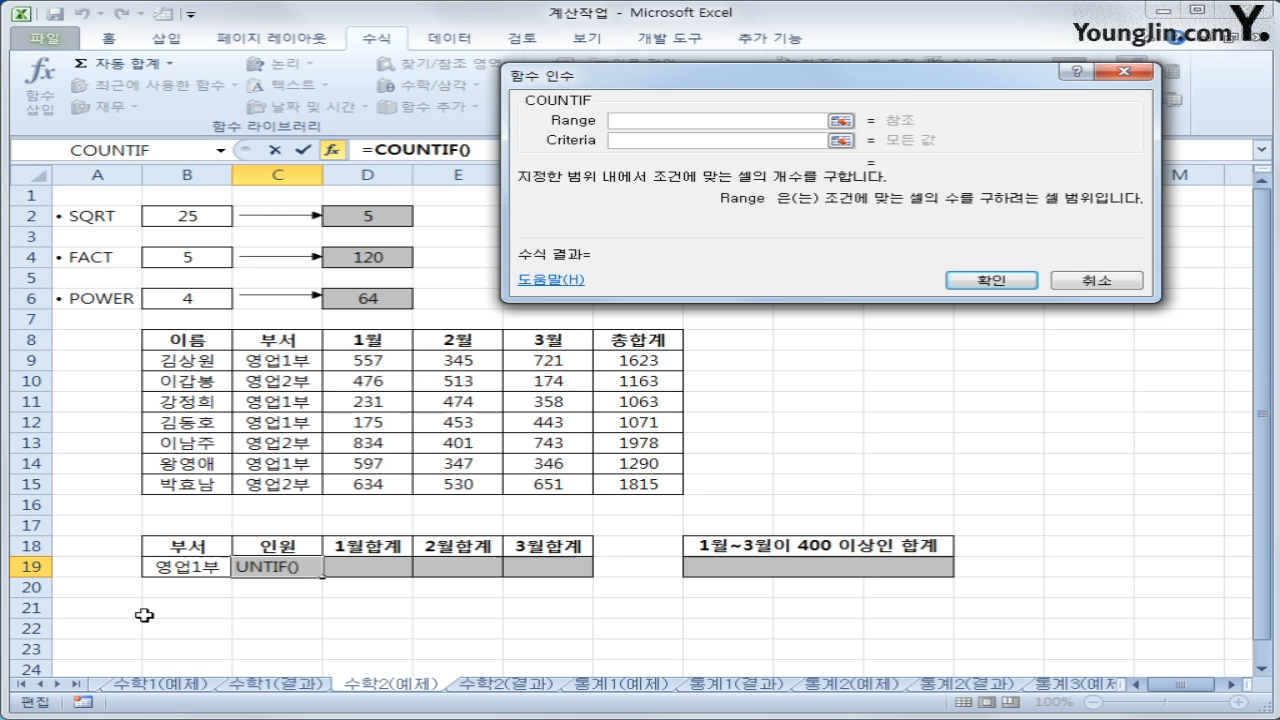 계산작업 - Microsoft Excel
Younglin.com Y.
파일 홈 삽입 페이지 레이아웃 수식 데이터 검토 보기 개발 도구 추가 기능
Σ 자동 합계 논리 찾기/참조 영역
fx 최근에 사용한 함수 텍스트 수학/삼각
함수 삽입 재무 날짜 및 시간 함수 추가
함수 라이브러리
함수 인수
COUNTIF
Range = 참조
Criteria = 모든 값
=
지정한 범위 내에서 조건에 맞는 셀의 개수를 구합니다.
Range 은(는) 조건에 맞는 셀의 수를 구하려는 셀 범위입니다.
수식 결과=
도움말(H) 확인 취소
COUNTIF fx =COUNTIF()
A B C D E M
1
2 • SQRT 25 5
3
4 • FACT 5 120
5
6 • POWER 4 64
7
8 이름 부서 1월 2월 3월 총합계
9 김상원 영업1부 557 345 721 1623
10 이갑봉 영업2부 476 513 174 1163
11 강정희 영업1부 231 474 358 1063
12 김동호 영업1부 175 453 443 1071
13 이남주 영업2부 834 401 743 1978
14 왕영애 영업1부 597 347 346 1290
15 박효남 영업2부 634 530 651 1815
16
17
18 부서 인원 1월합계 2월합계 3월합계 1월~3월이 400 이상인 합계
19 영업1부 UNTIF()
20
21
22
23
24
수학1(예제) 수학1(결과) 수학2(예제) 수학2(결과) 통계1(예제) 통계1(결과) 통계2(예제) 통계2(결과) 통계3(예제
편집 100%